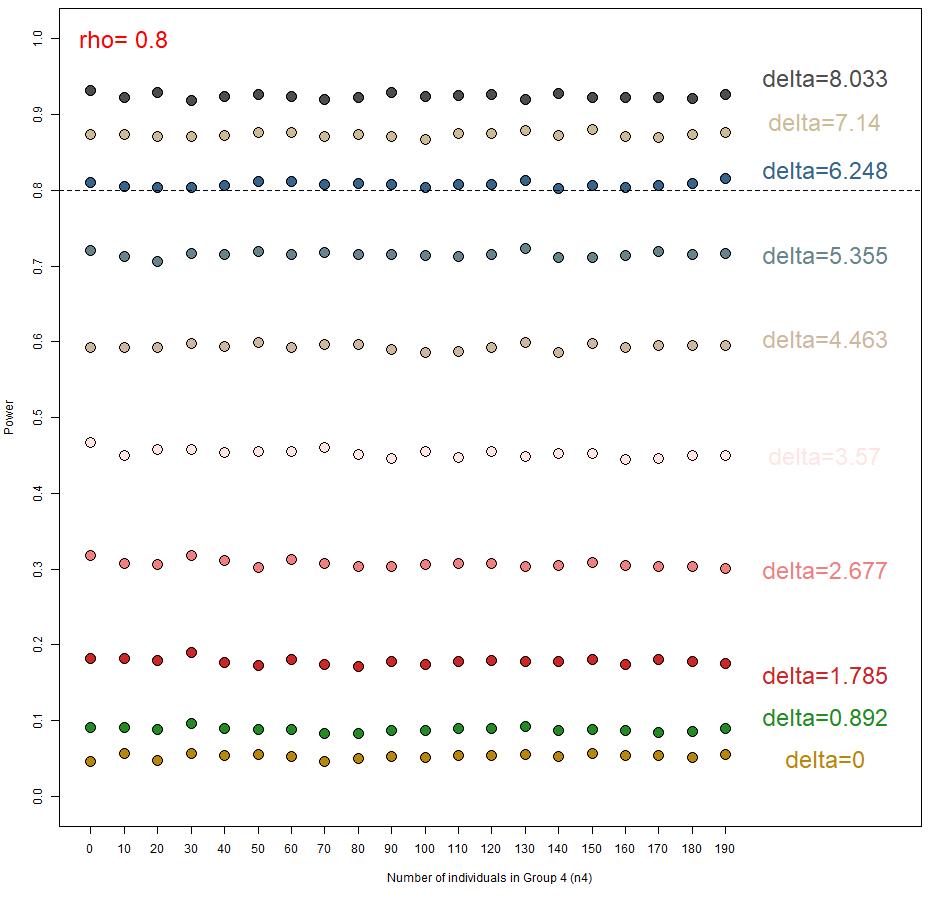 rho= 0.8
delta=8.033
delta=7.14
delta=6.248
delta=5.355
delta=4.463
delta=3.57
delta=2.677
delta=1.785
delta=0.892
delta=0
Power
1.0
0.9
0.8
0.7
0.6
0.5
0.4
0.3
0.2
0.1
0.0
0 10 20 30 40 50 60 70 80 90 100 110 120 130 140 150 160 170 180 190
Number of individuals in Group 4 (n4)